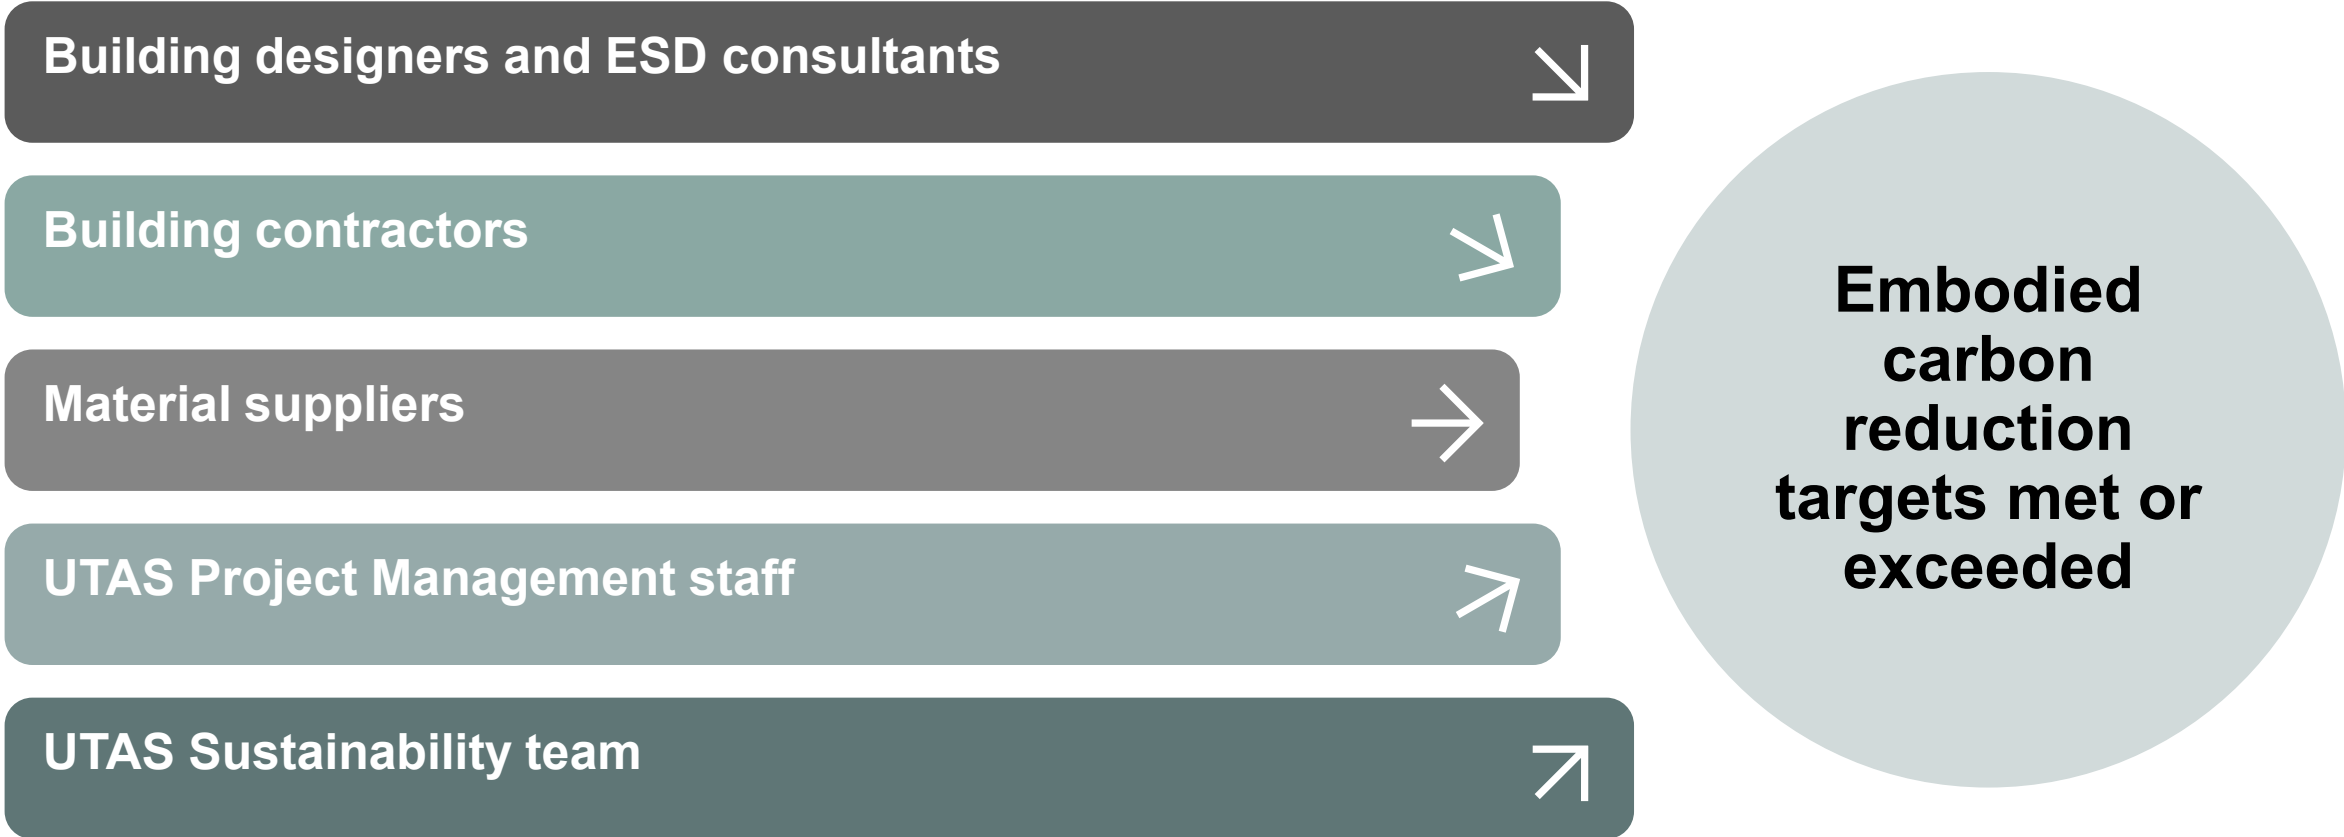 Building designers and ESD consultants
Building contractors
Material suppliers
UTAS Project Management staff
UTAS Sustainability team
Embodied
carbon
reduction
targets met or
exceeded